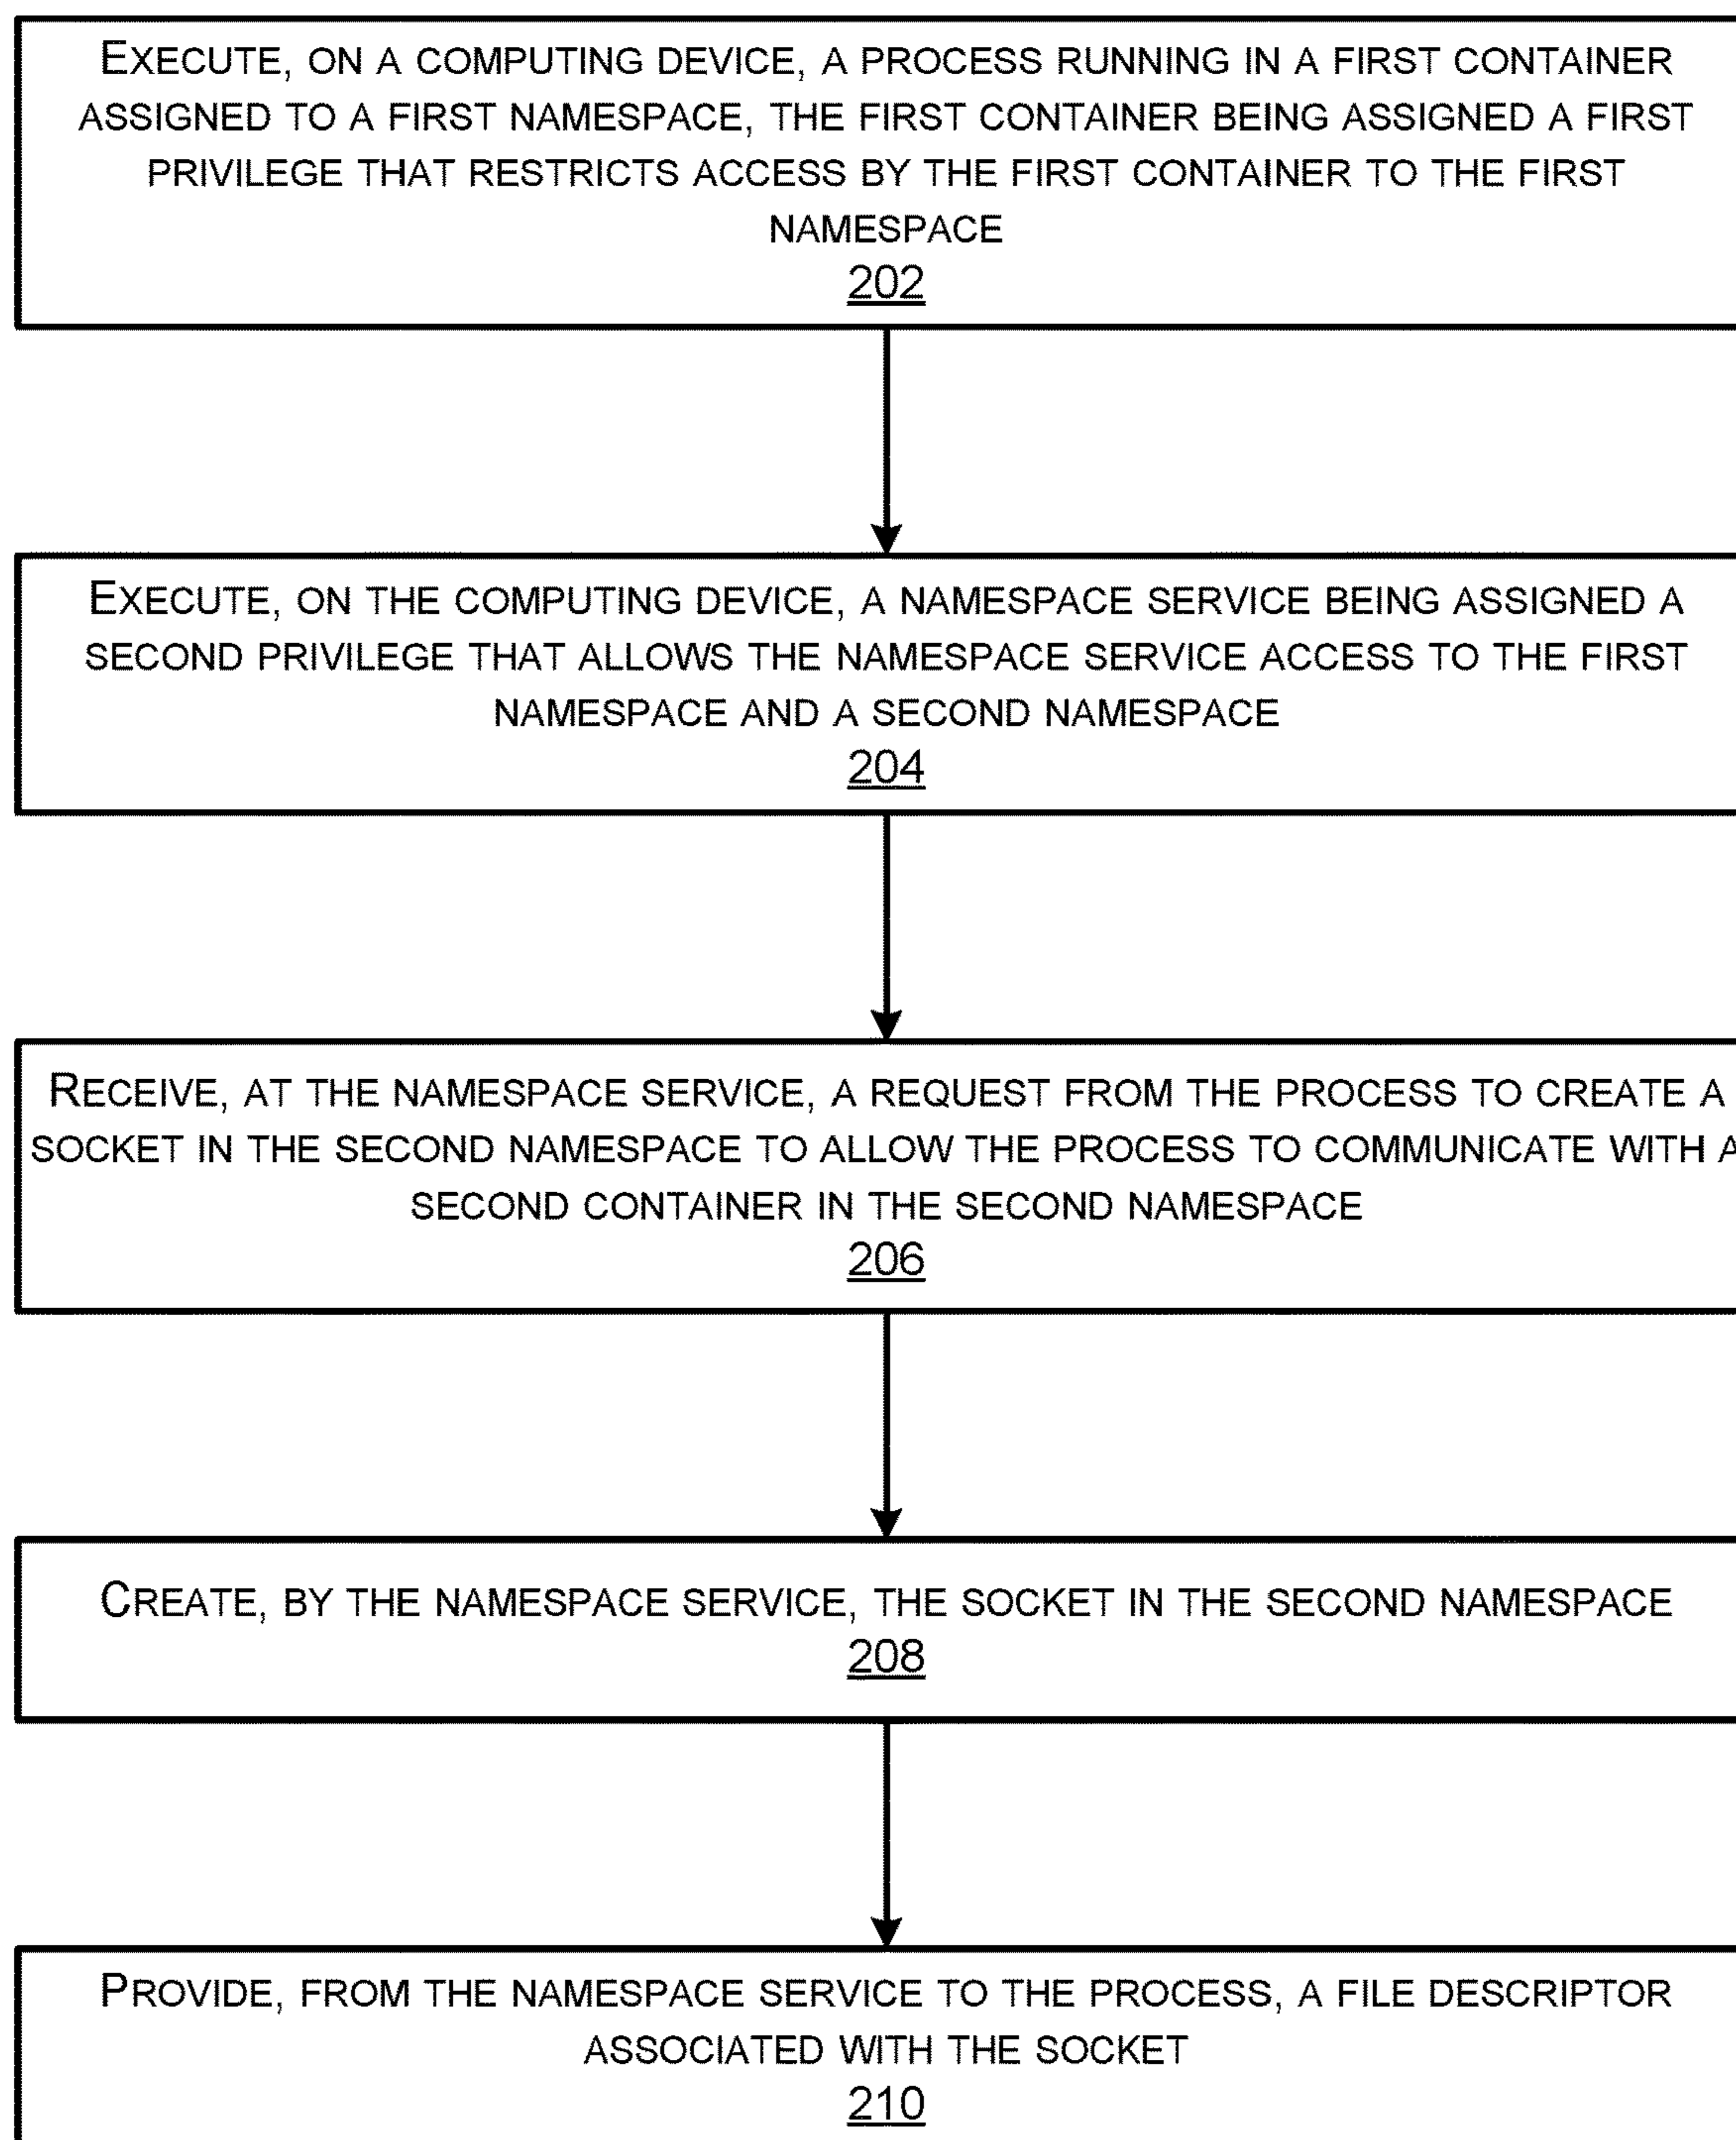 EXECUTE, ON A COMPUTING DEVICE, A PROCESS RUNNING IN A FIRST CONTAINER
ASSIGNED TO A FIRST NAMESPACE, THE FIRST CONTAINER BEING ASSIGNED A FIRST
PRIVILEGE THAT RESTRICTS ACCESS BY THE FIRST CONTAINER TO THE FIRST
NAMESPACE
202
EXECUTE, ON THE COMPUTING DEVICE, A NAMESPACE SERVICE BEING ASSIGNED A
SECOND PRIVILEGE THAT ALLOWS THE NAMESPACE SERVICE ACCESS TO THE FIRST
NAMESPACE AND A SECOND NAMESPACE
204
RECEIVE, AT THE NAMESPACE SERVICE, A REQUEST FROM THE PROCESS TO CREATE A
SOCKET IN THE SECOND NAMESPACE TO ALLOW THE PROCESS TO COMMUNICATE WITH A
SECOND CONTAINER IN THE SECOND NAMESPACE
206
CREATE, BY THE NAMESPACE SERVICE, THE SOCKET IN THE SECOND NAMESPACE
208
PROVIDE, FROM THE NAMESPACE SERVICE TO THE PROCESS, A FILE DESCRIPTOR
ASSOCIATED WITH THE SOCKET
210